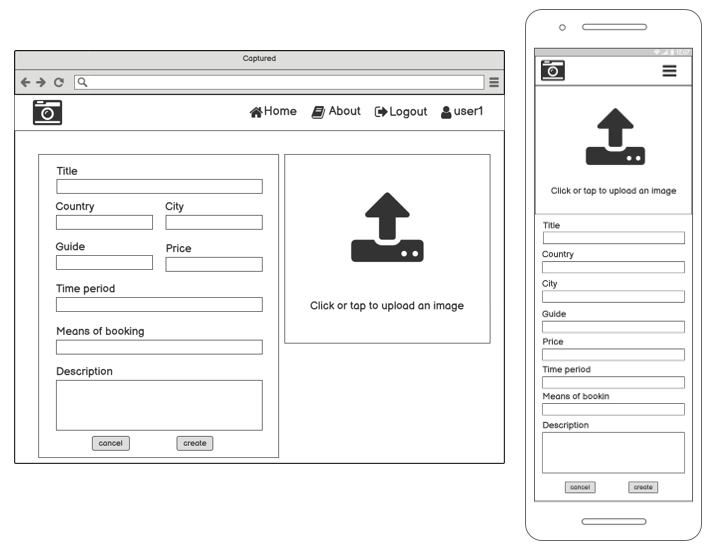 Captured
Home About Logout user1
Title
Country City
Guide Price
Time period
Means of booking
Description
cancel create
Click or tap to upload an image
Click or tap to upload an image
Title
Country
City
Guide
Price
Time period
Means of bookin
Description
cancel create